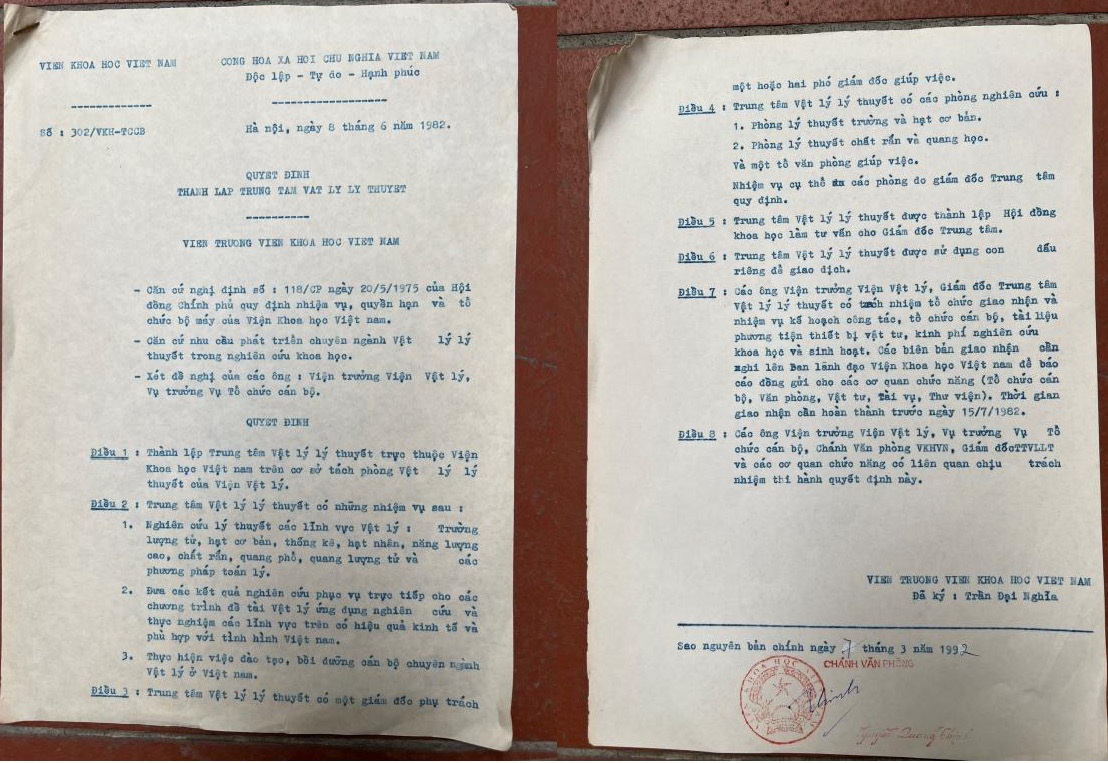 VIEN KHOA HOC VIET NAM
CONG HOA XA HOI CHU NGHIA VIET NAM
Độc lập - Tự do - Hạnh phúc
-------------
------------------
Số : 302/VKH-TCCB
Hà nội, ngày 8 tháng 6 năm 1982.
QUYET ĐINH
THANH LAP TRUNG TAM VAT LY LY THUYET
----------
VIEN TRUONG VIEN KHOA HOC VIET NAM
- Căn cứ nghị định số : 118/CP ngày 20/5/1975 của Hội
đồng Chính phủ quy định nhiệm vụ, quyền hạn và tổ
chức bộ máy của Viện Khoa học Việt nam.
- Căn cứ nhu cầu phát triển chuyên ngành Vật lý lý
thuyết trong nghiên cứu khoa học.
- Xét đề nghị của các ông : Viện trưởng Viện Vật lý,
Vụ trưởng Vụ Tổ chức cán bộ.
QUYET ĐINH
Điều 1 : Thành lập Trung tâm Vật lý lý thuyết trực thuộc Viện
Khoa học Việt nam trên cơ sở tách phòng Vật lý lý
thuyết của Viện Vật lý.
Điều 2 : Trung tâm Vật lý lý thuyết có những nhiệm vụ sau :
1. Nghiên cứu lý thuyết các lĩnh vực Vật lý : Trường
lượng tử, hạt cơ bản, thống kê, hạt nhân, năng lượng
cao, chất rắn, quang phổ, quang lượng tử và các
phương pháp toán lý.
2. Đưa các kết quả nghiên cứu phục vụ trực tiếp cho các
chương trình đề tài Vật lý ứng dụng nghiên cứu và
thực nghiệm các lĩnh vực trên có hiệu quả kinh tế và
phù hợp với tình hình Việt nam.
3. Thực hiện việc đào tạo, bồi dưỡng cán bộ chuyên ngành
Vật lý ở Việt nam.
Điều 3 : Trung tâm Vật lý lý thuyết có một giám đốc phụ trách
một hoặc hai phó giám đốc giúp việc.
Điều 4 : Trung tâm Vật lý lý thuyết có các phòng nghiên cứu :
1. Phòng lý thuyết trường và hạt cơ bản.
2. Phòng lý thuyết chất rắn và quang học.
Và một tổ văn phòng giúp việc.
Nhiệm vụ cụ thể các phòng do giám đốc Trung tâm
quy định.
Điều 5 : Trung tâm Vật lý lý thuyết được thành lập Hội đồng
khoa học làm tư vấn cho Giám đốc Trung tâm.
Điều 6 : Trung tâm Vật lý lý thuyết được sử dụng con dấu
riêng để giao dịch.
Điều 7 : Các ông Viện trưởng Viện Vật lý, Giám đốc Trung tâm
Vật lý lý thuyết có trách nhiệm tổ chức giao nhận và
nhiệm vụ kế hoạch công tác, tổ chức cán bộ, tài liệu
phương tiện thiết bị vật tư, kinh phí nghiên cứu
khoa học và sinh hoạt. Các biên bản giao nhận cần
ghi lên Ban lãnh đạo Viện Khoa học Việt nam để báo
cáo đồng gửi cho các cơ quan chức năng (Tổ chức cán
bộ, Văn phòng, Vật tư, Tài vụ, Thư viện). Thời gian
giao nhận cần hoàn thành trước ngày 15/7/1982.
Điều 8 : Các ông Viện trưởng Viện Vật lý, Vụ trưởng Vụ Tổ
chức cán bộ, Chánh Văn phòng VKHVN, Giám đốcTTVLLT
và các cơ quan chức năng có liên quan chịu trách
nhiệm thi hành quyết định này.
VIEN TRUONG VIEN KHOA HOC VIET NAM
Đã ký : Trần Đại Nghĩa
Sao nguyên bản chính ngày 7 tháng 3 năm 1992
CHÁNH VĂN PHÒNG
Nguyễn Quang